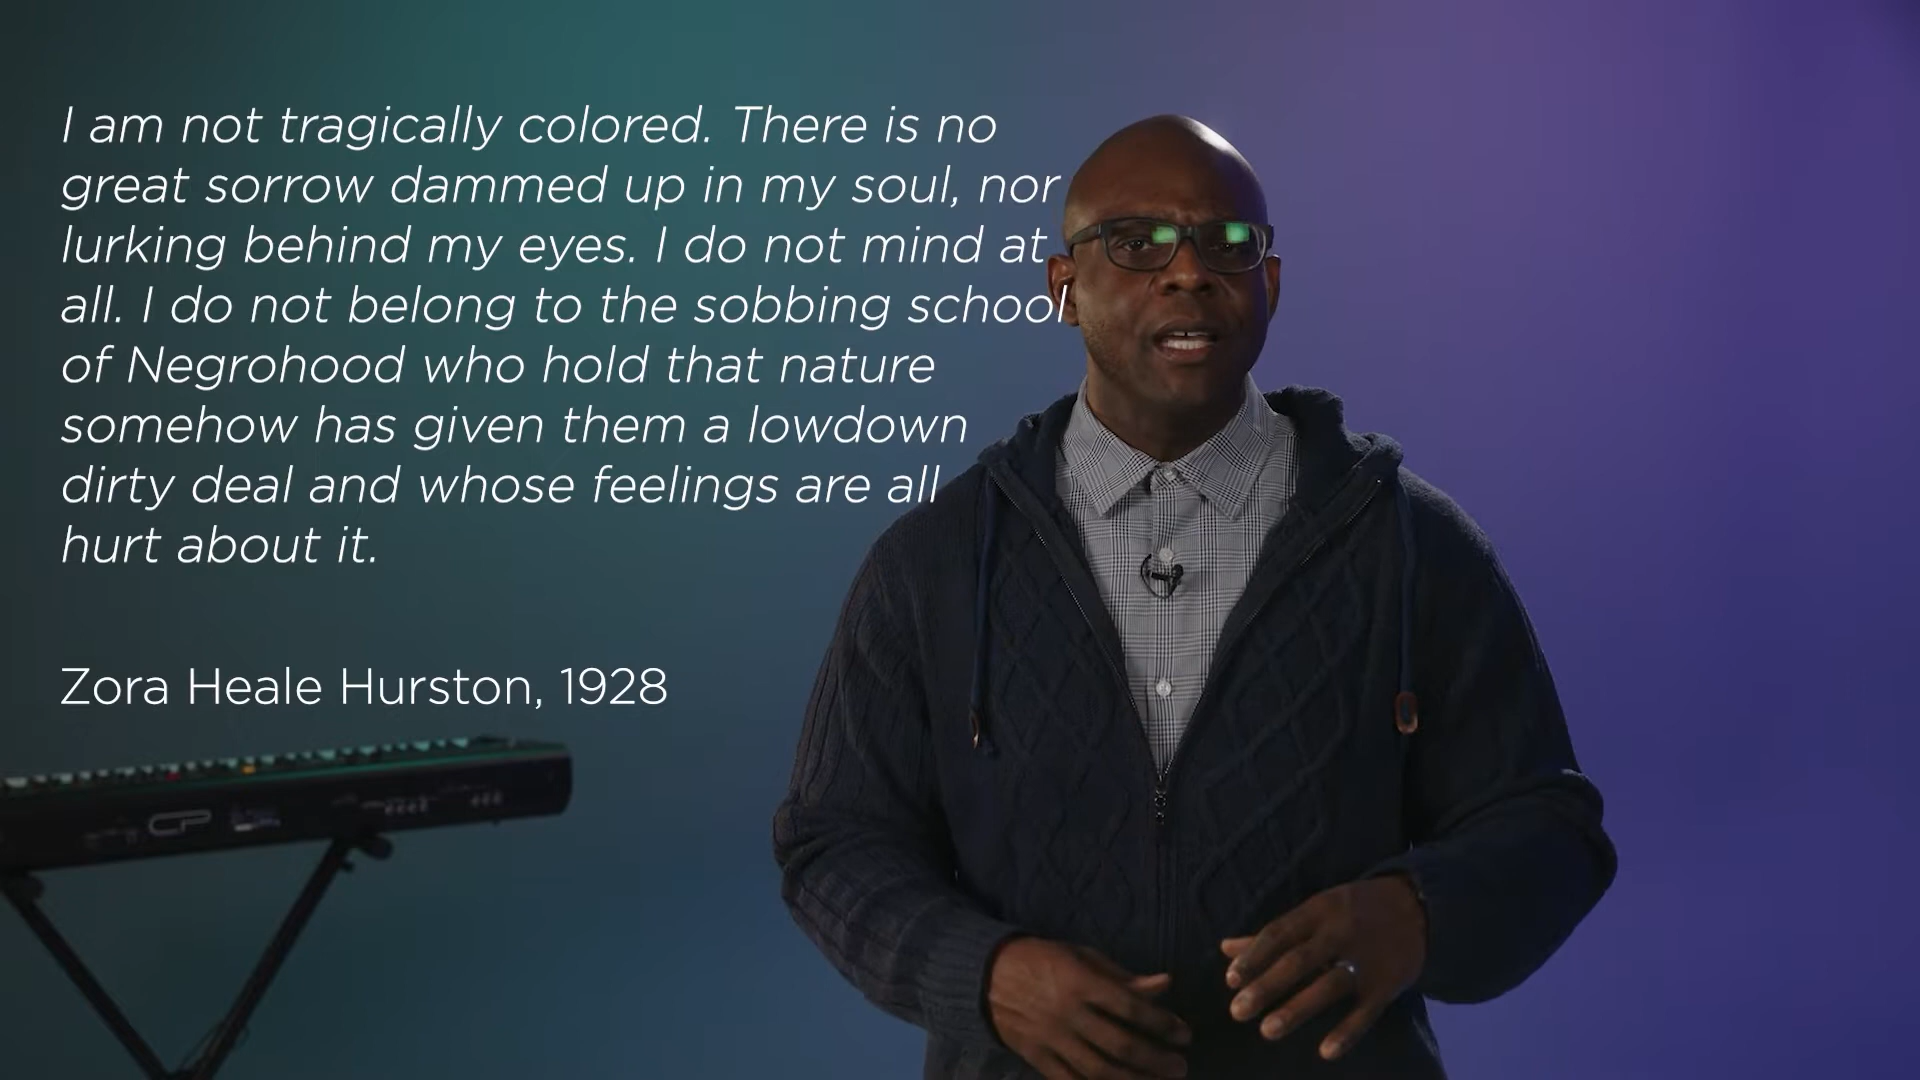 I am not tragically colored. There is no
great sorrow dammed up in my soul, nor
lurking behind my eyes. I do not mind at
all. I do not belong to the sobbing school
of Negrohood who hold that nature
somehow has given them a lowdown
dirty deal and whose feelings are all
hurt about it.
Zora Heale Hurston, 1928
CP